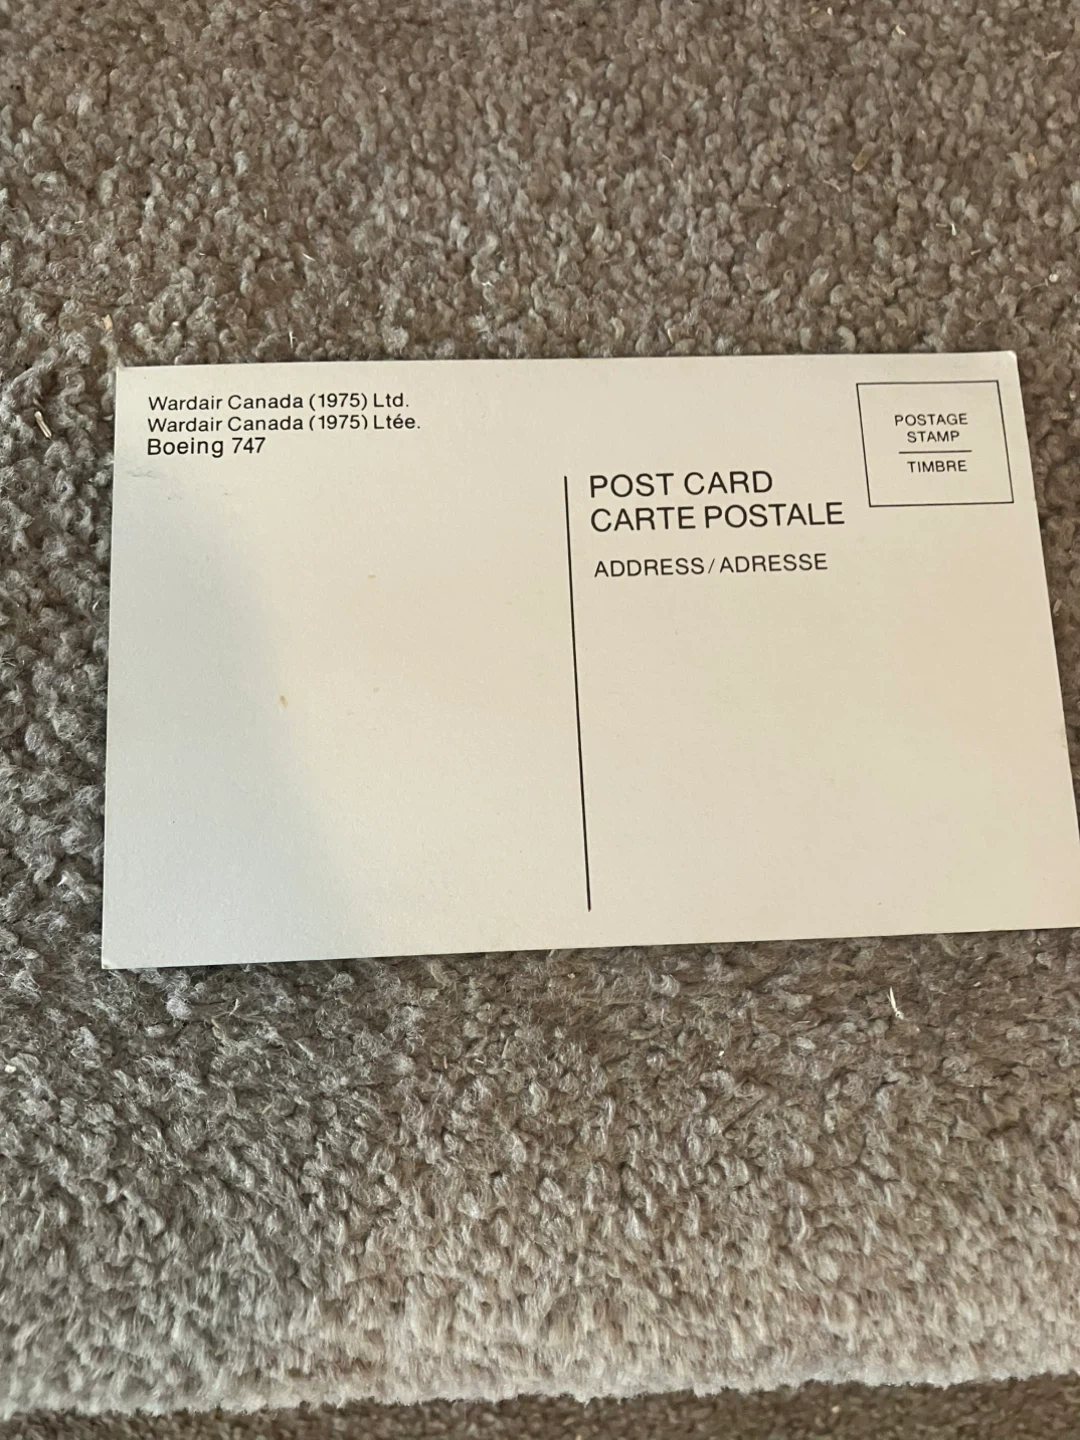 Wardair Canada (1975) Ltd.
Wardair Canada (1975) Ltée.
Boeing 747
POSTAGE
STAMP
TIMBRE
POST CARD
CARTE POSTALE
ADDRESS/ADRESSE